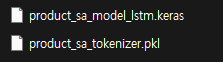 product_sa_model_lstm.keras
product_sa_tokenizer.pkl